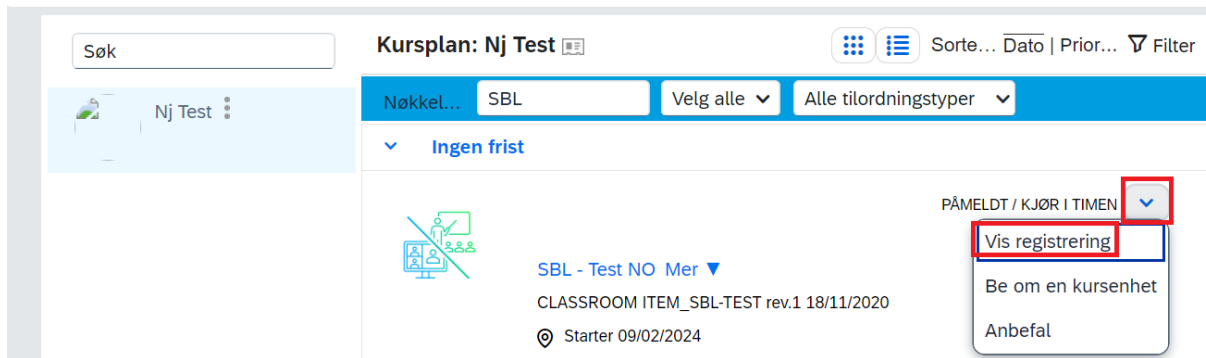 Søk
Kursplan: Nj Test
Sorte... Dato | Prior... Filter
Nj Test
Nøkkel... SBL Velg alle Alle tilordningstyper
Ingen frist
PÅMELDT / KJØR I TIMEN
Vis registrering
Be om en kursenhet
Anbefal
SBL - Test NO Mer ▼
CLASSROOM ITEM_SBL-TEST rev.1 18/11/2020
Starter 09/02/2024